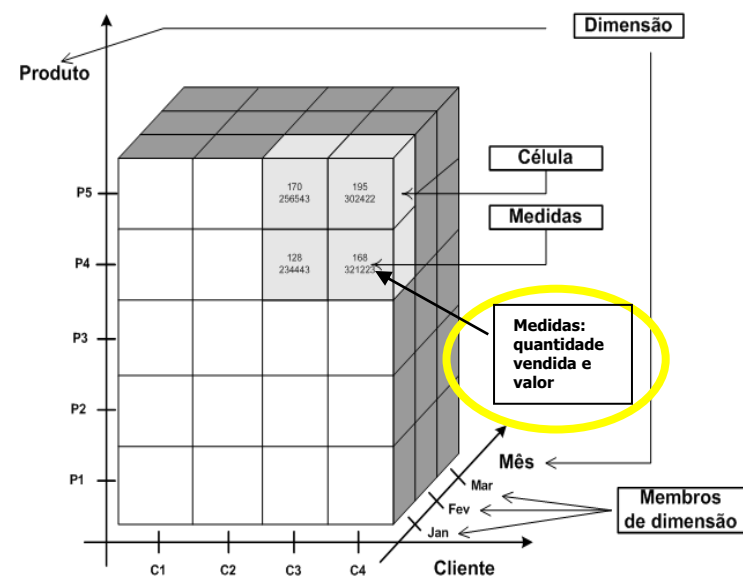 Dimensão
Produto
Célula
P5
170
256543
195
302422
Medidas
P4
128
234443
168
321223
Medidas:
quantidade
vendida e
valor
P3
P2
P1
Mês
Mar
Fev
Jan
Membros
de dimensão
C1
C2
C3
C4
Cliente